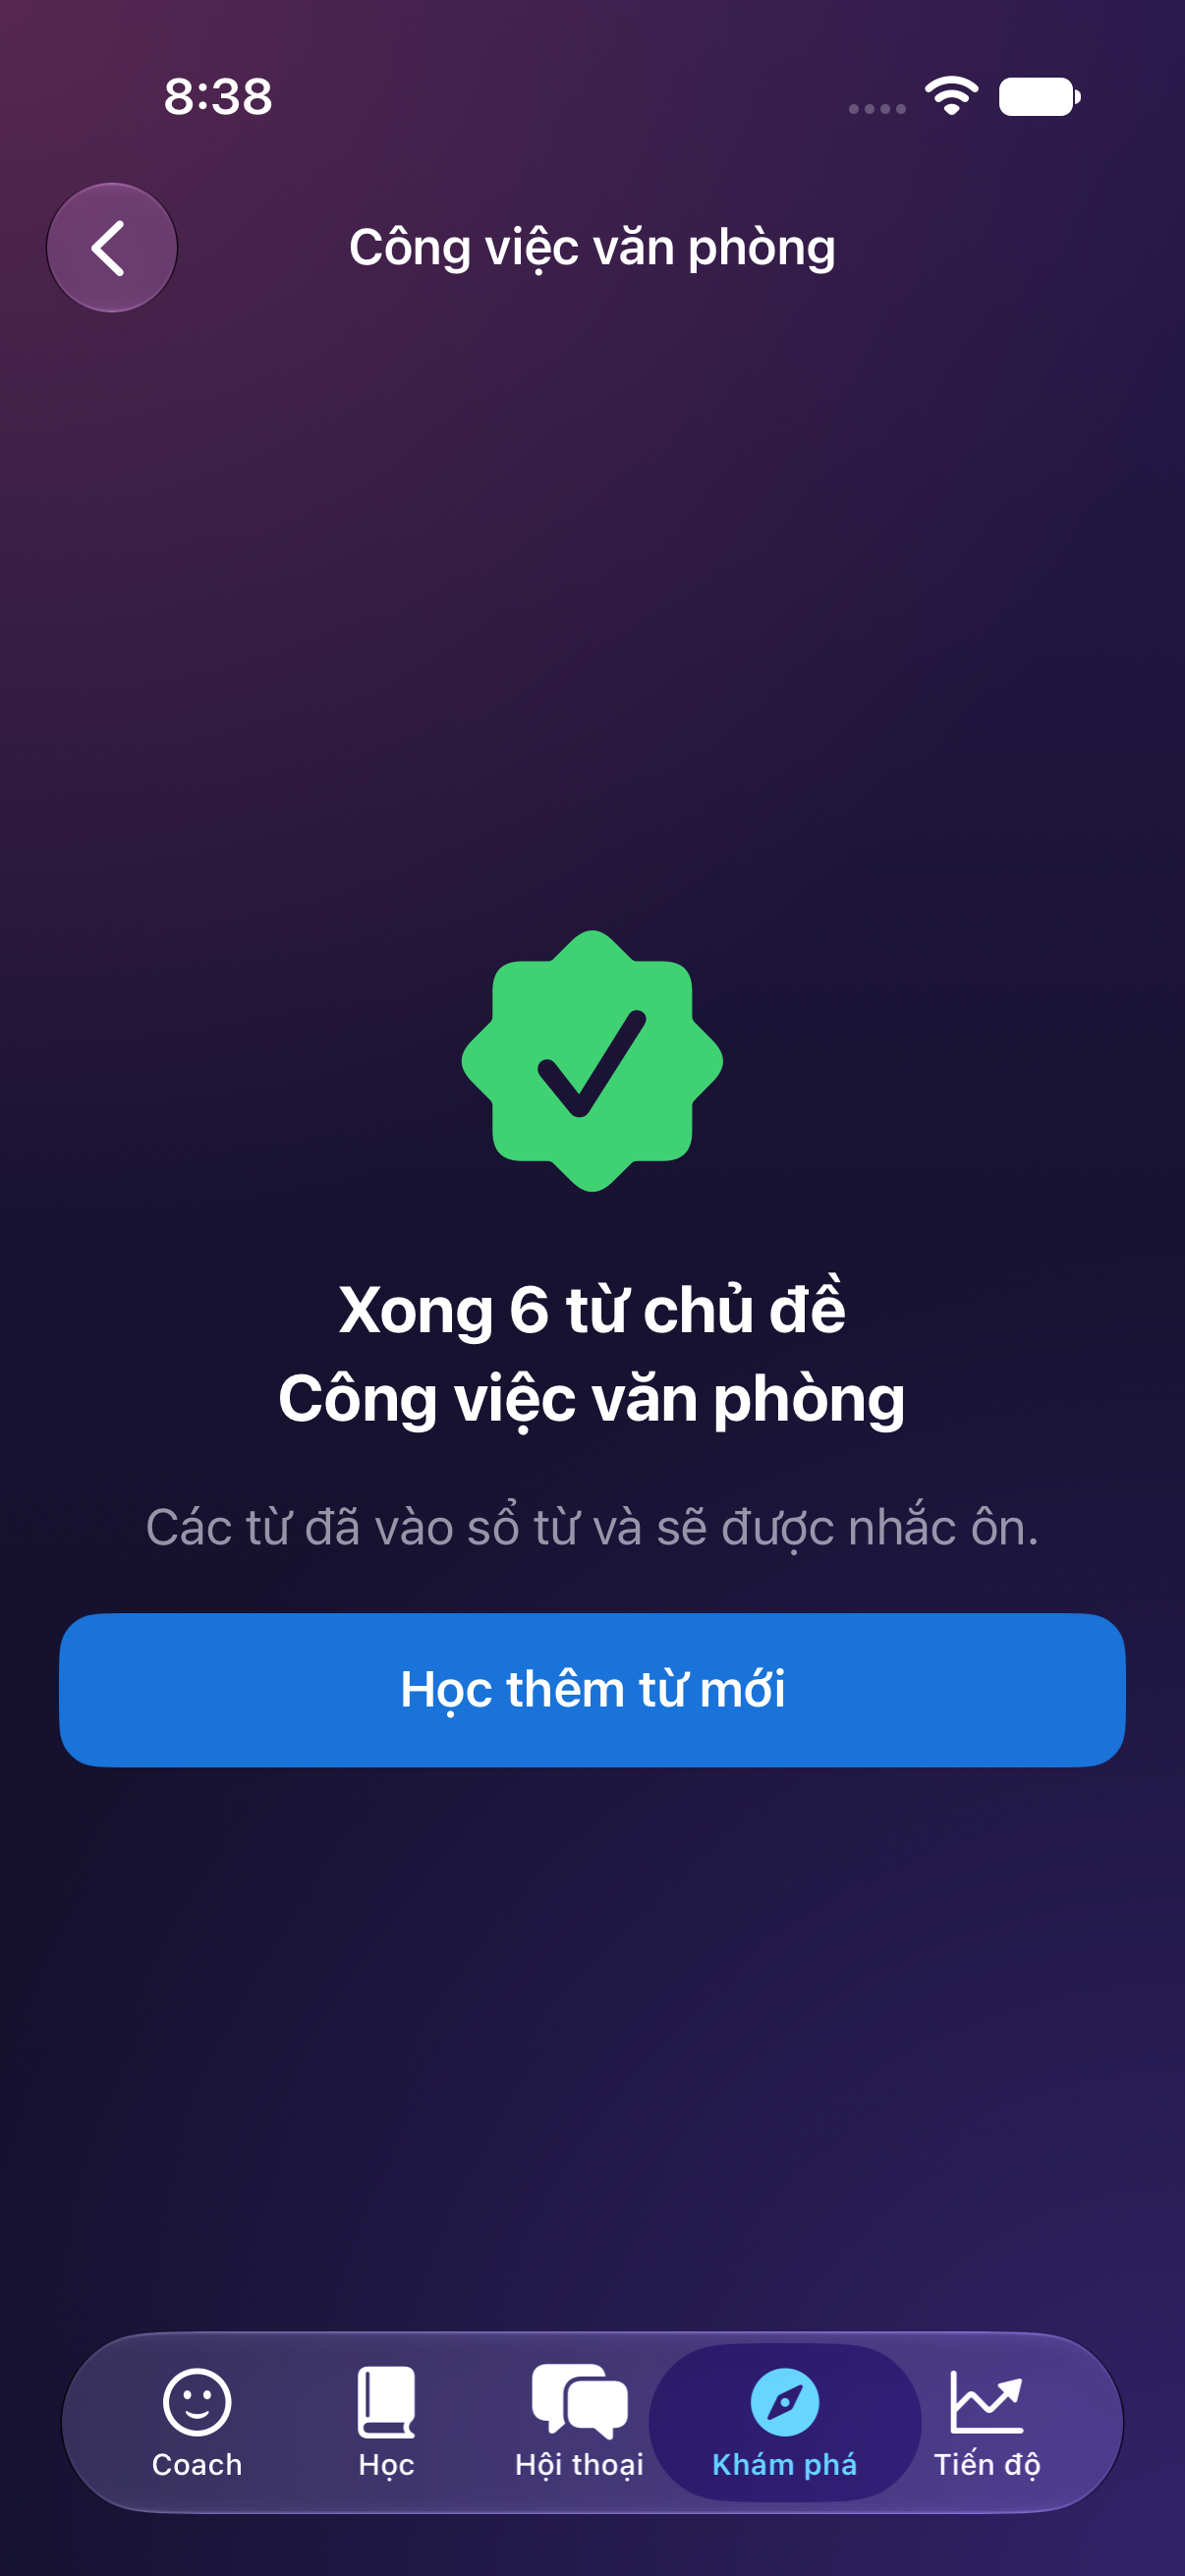 8:38
Công việc văn phòng
Xong 6 từ chủ đề
Công việc văn phòng
Các từ đã vào sổ từ và sẽ được nhắc ôn.
Học thêm từ mới
Coach
Học
Hội thoại
Khám phá
Tiến độ